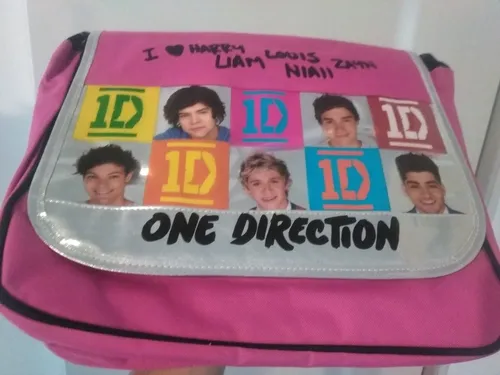 I ♥ HARRY LOUIS ZAYN
LIAM NIAll
1D 1D 1D
1D 1D
ONE DIRECTION